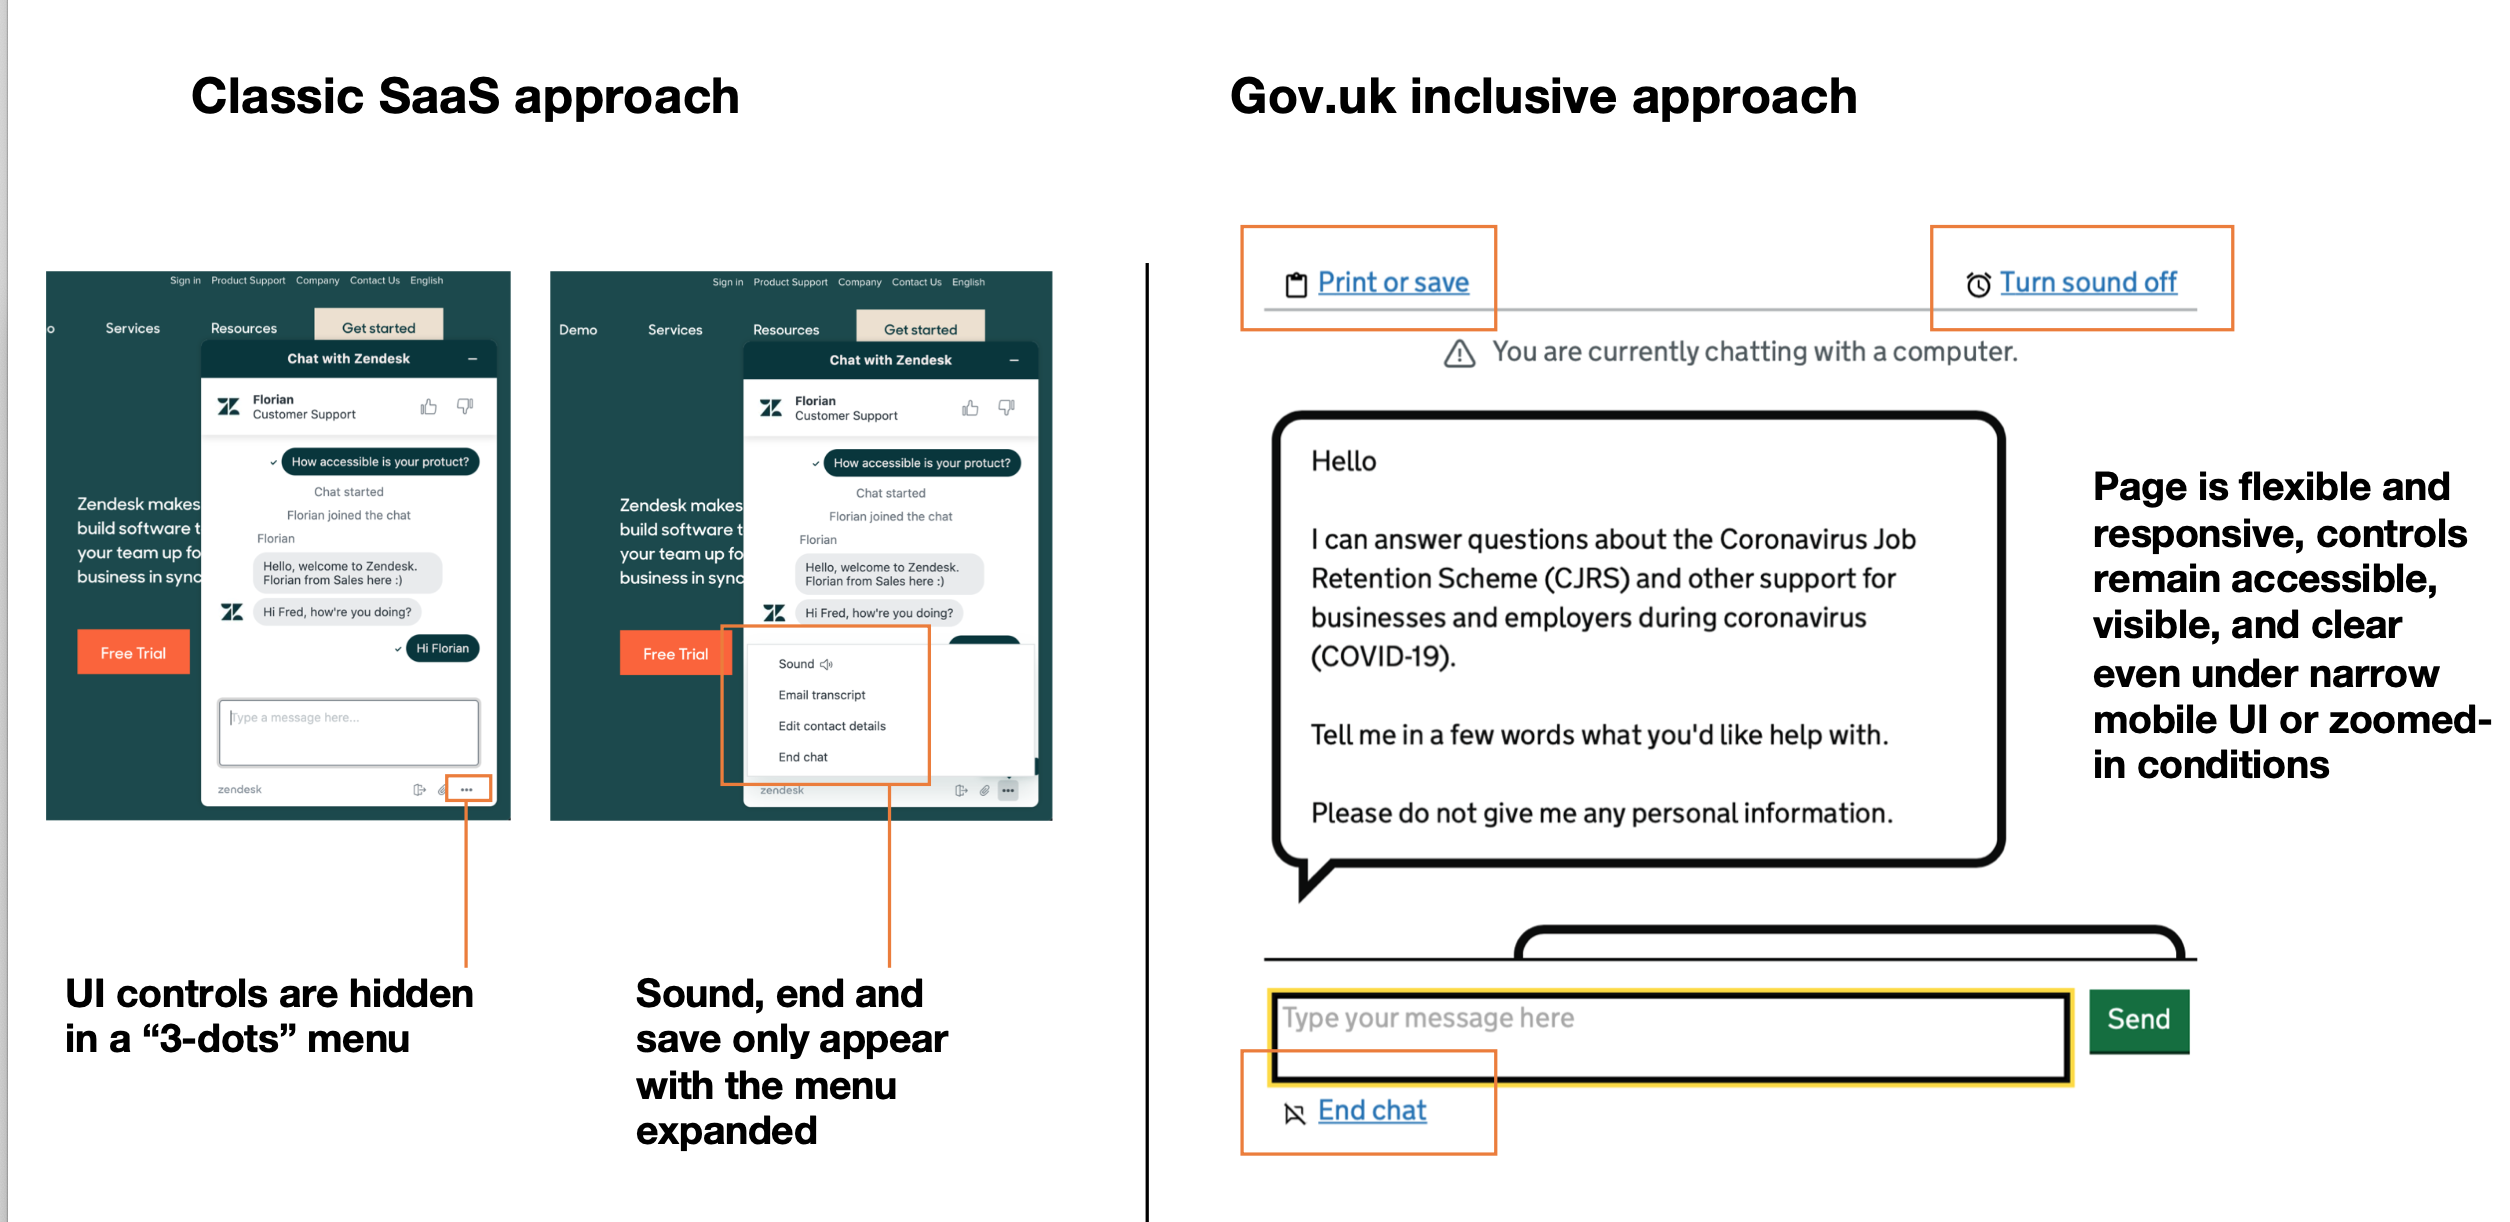 Classic SaaS approach
Gov.uk inclusive approach
Sign in Product Support Company Contact Us English
o Services Resources Get started
Chat with Zendesk
Florian
Customer Support
How accessible is your protuct?
Chat started
Florian joined the chat
Florian
Hello, welcome to Zendesk.
Florian from Sales here :)
Hi Fred, how're you doing?
Hi Florian
Zendesk makes
build software t
your team up fo
business in sync
Free Trial
Type a message here...
zendesk
UI controls are hidden
in a “3-dots” menu
Sign in Product Support Company Contact Us English
Demo Services Resources Get started
Chat with Zendesk
Florian
Customer Support
How accessible is your protuct?
Chat started
Florian joined the chat
Florian
Hello, welcome to Zendesk.
Florian from Sales here :)
Hi Fred, how're you doing?
Zendesk makes
build software t
your team up fo
business in sync
Free Trial
Sound
Email transcript
Edit contact details
End chat
zendesk
Sound, end and
save only appear
with the menu
expanded
Print or save
Turn sound off
You are currently chatting with a computer.
Hello
I can answer questions about the Coronavirus Job
Retention Scheme (CJRS) and other support for
businesses and employers during coronavirus
(COVID-19).
Tell me in a few words what you'd like help with.
Please do not give me any personal information.
Type your message here
Send
End chat
Page is flexible and
responsive, controls
remain accessible,
visible, and clear
even under narrow
mobile UI or zoomed-
in conditions